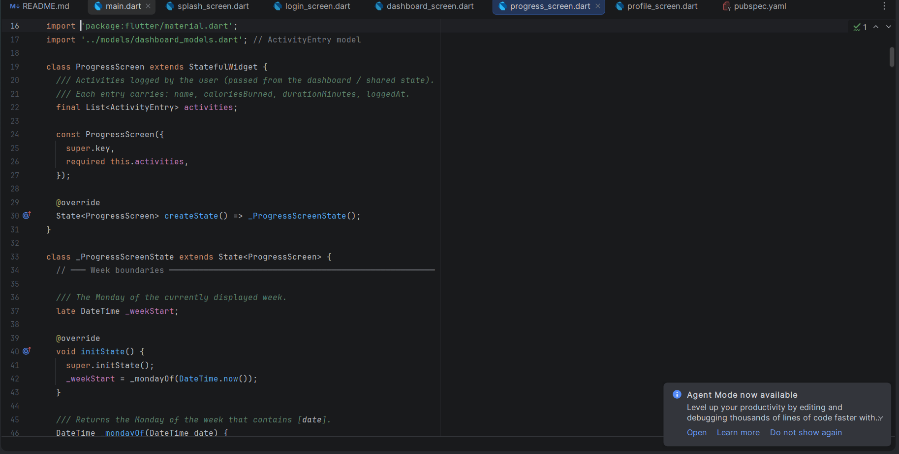 README.md main.dart splash_screen.dart login_screen.dart dashboard_screen.dart progress_screen.dart profile_screen.dart pubspec.yaml
16 import 'package:flutter/material.dart';
1
17 import '../models/dashboard_models.dart'; // ActivityEntry model
18
19 class ProgressScreen extends StatefulWidget {
20 /// Activities logged by the user (passed from the dashboard / shared state).
21 /// Each entry carries: name, caloriesBurned, durationMinutes, loggedAt.
22 final List<ActivityEntry> activities;
23
24 const ProgressScreen({
25 super.key,
26 required this.activities,
27 });
28
29 @override
30 State<ProgressScreen> createState() => _ProgressScreenState();
31 }
32
33 class _ProgressScreenState extends State<ProgressScreen> {
34 // ─── Week boundaries ───
35
36 /// The Monday of the currently displayed week.
37 late DateTime _weekStart;
38
39 @override
40 void initState() {
41 super.initState();
42 _weekStart = _mondayOf(DateTime.now());
43 }
44
45 /// Returns the Monday of the week that contains [date].
46 DateTime _mondayOf(DateTime date) {
Agent Mode now available
Level up your productivity by editing and
debugging thousands of lines of code faster with...
Open Learn more Do not show again